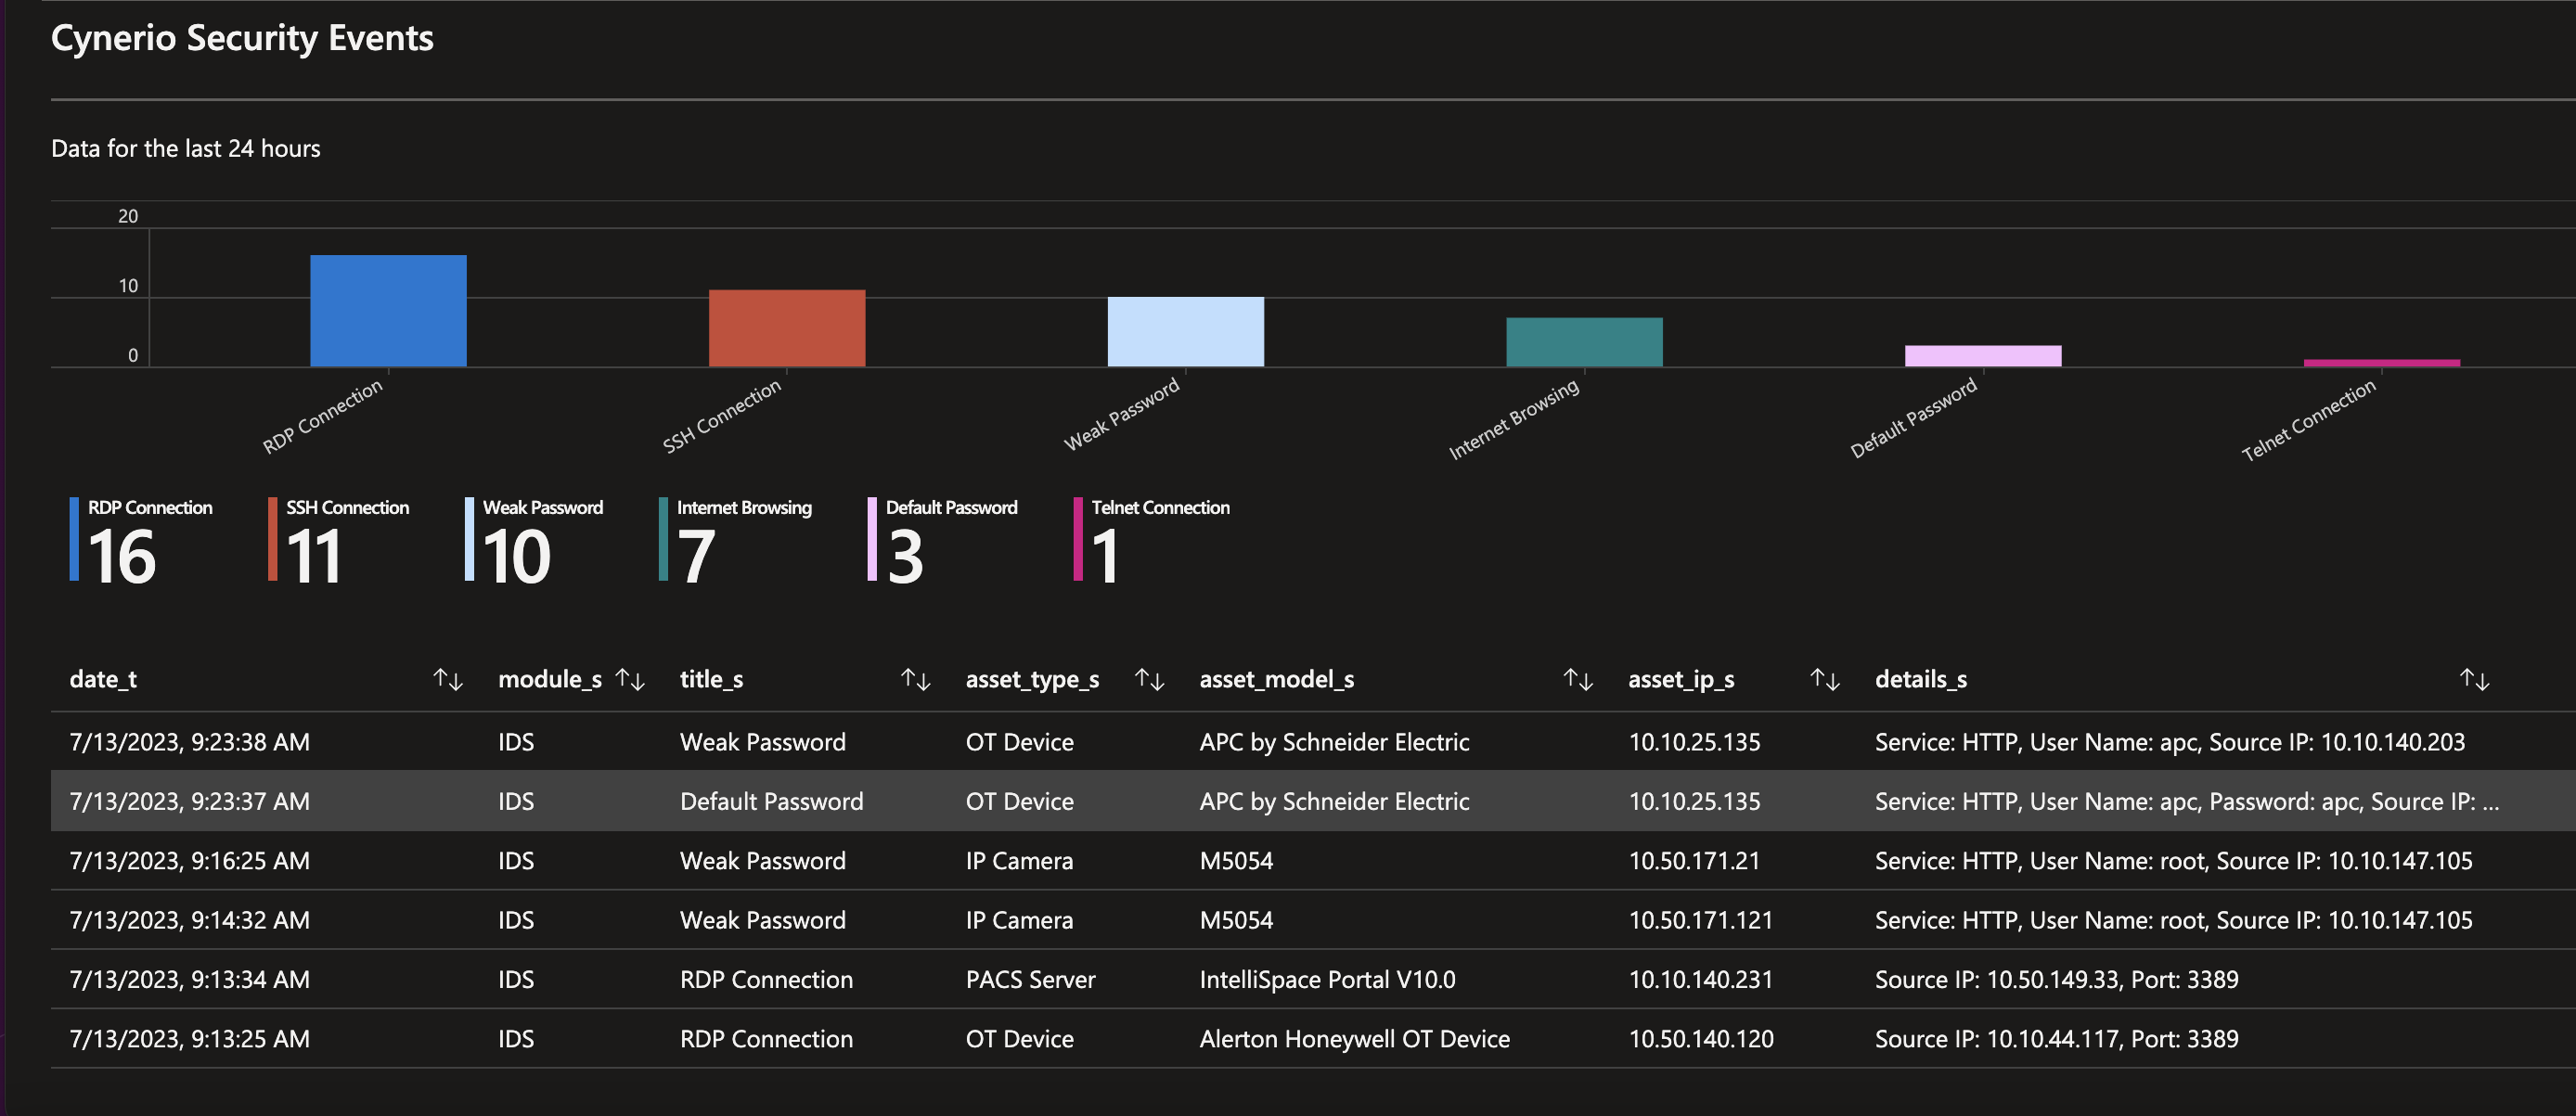 Cynerio Security Events
Data for the last 24 hours
20
10
0
RDP Connection
SSH Connection
Weak Password
Internet Browsing
Default Password
Telnet Connection
RDP Connection SSH Connection Weak Password Internet Browsing Default Password Telnet Connection
16 11 10 7 3 1
date_t module_s title_s asset_type_s asset_model_s asset_ip_s details_s
7/13/2023, 9:23:38 AM IDS Weak Password OT Device APC by Schneider Electric 10.10.25.135 Service: HTTP, User Name: apc, Source IP: 10.10.140.203
7/13/2023, 9:23:37 AM IDS Default Password OT Device APC by Schneider Electric 10.10.25.135 Service: HTTP, User Name: apc, Password: apc, Source IP: ...
7/13/2023, 9:16:25 AM IDS Weak Password IP Camera M5054 10.50.171.21 Service: HTTP, User Name: root, Source IP: 10.10.147.105
7/13/2023, 9:14:32 AM IDS Weak Password IP Camera M5054 10.50.171.121 Service: HTTP, User Name: root, Source IP: 10.10.147.105
7/13/2023, 9:13:34 AM IDS RDP Connection PACS Server IntelliSpace Portal V10.0 10.10.140.231 Source IP: 10.50.149.33, Port: 3389
7/13/2023, 9:13:25 AM IDS RDP Connection OT Device Alerton Honeywell OT Device 10.50.140.120 Source IP: 10.10.44.117, Port: 3389